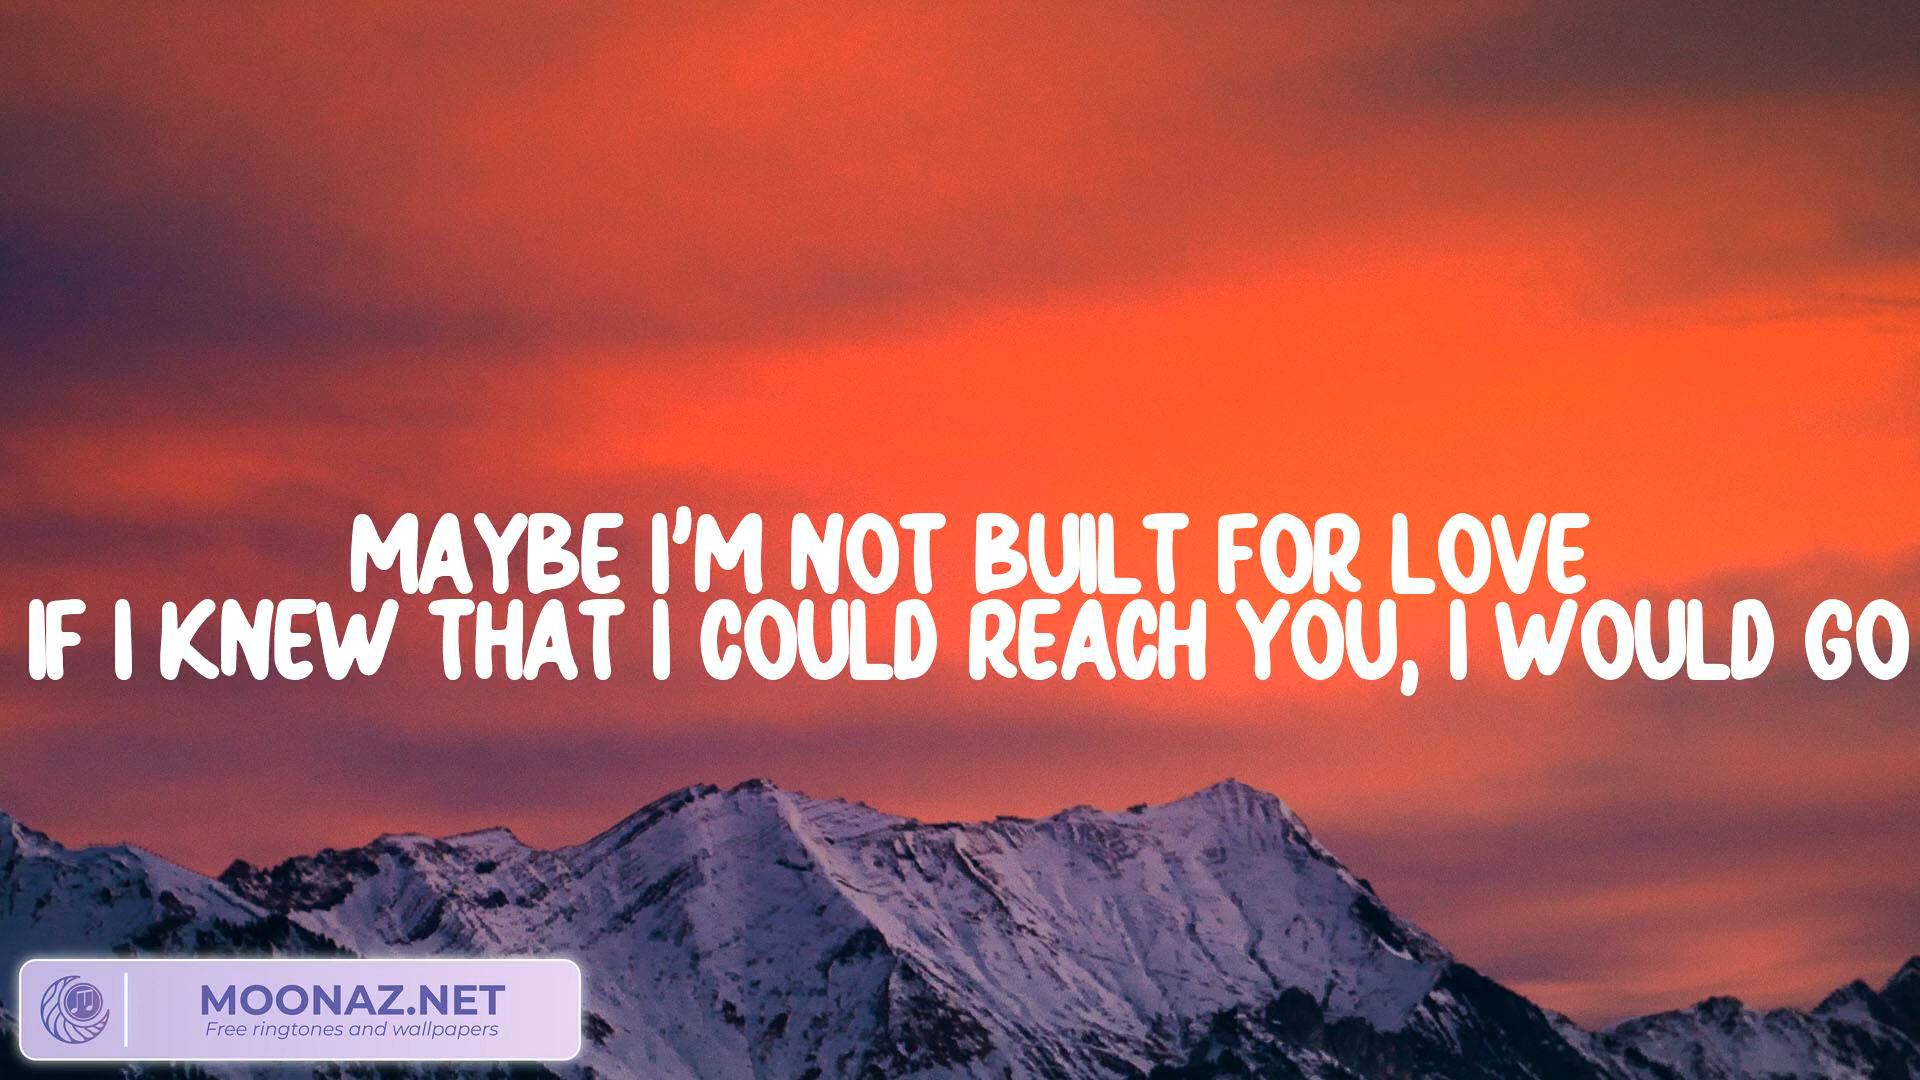 MAYBE I'M NOT BUILT FOR LOVE
IF I KNEW THAT I COULD REACH YOU, I WOULD GO
MOONAZ.NET
Free ringtones and wallpapers